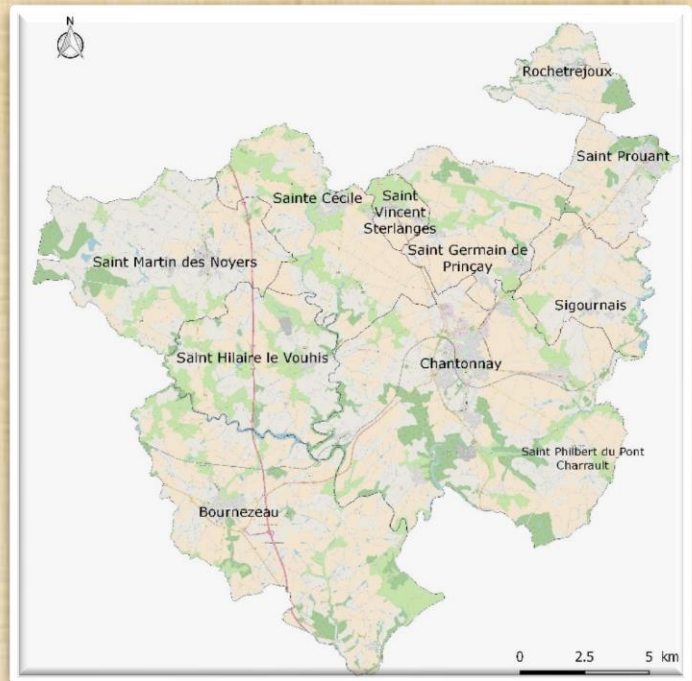 N
Rochetrejoux
Saint Prouant
Sainte Cécile
Saint
Vincent
Sterlanges
Saint Germain de
Prinçay
Saint Martin des Noyers
Sigournais
Saint Hilaire le Vouhis
Chantonnay
Saint Philbert du Pont
Charrault
Bournezeau
0 2.5 5 km